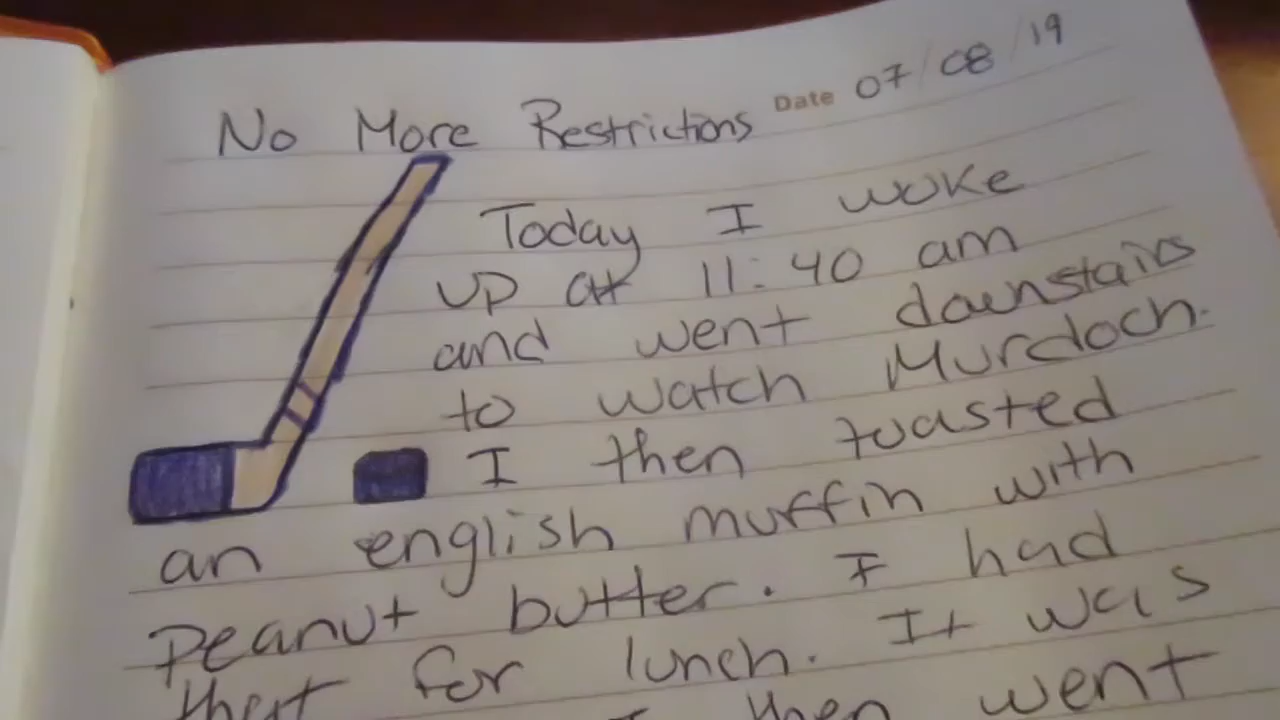 No More Restrictions Date 07/08/19
Today I woke
up at 11:40 am
and went downstairs
to watch Murdoch.
I then toasted
an english muffin with
Peanut butter. I had
that for lunch. It was
then went